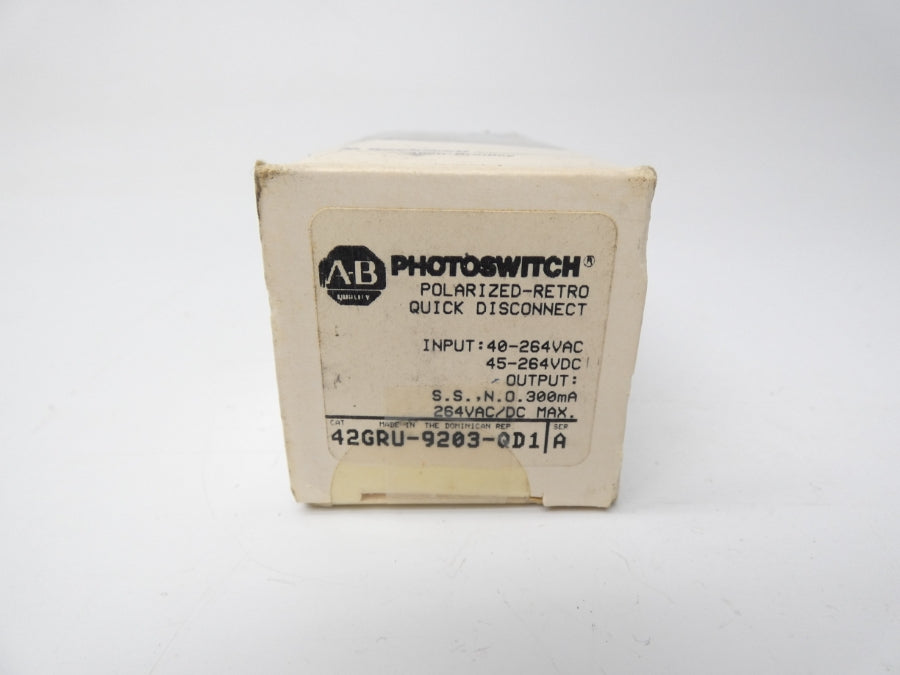 A-B
QUALITY
PHOTOSWITCH®
POLARIZED-RETRO
QUICK DISCONNECT
INPUT:40-264VAC
45-264VDC
OUTPUT:
S.S.,N.O.300mA
264VAC/DC MAX.
CAT MADE IN THE DOMINICAN REP SER
42GRU-9203-QD1 A